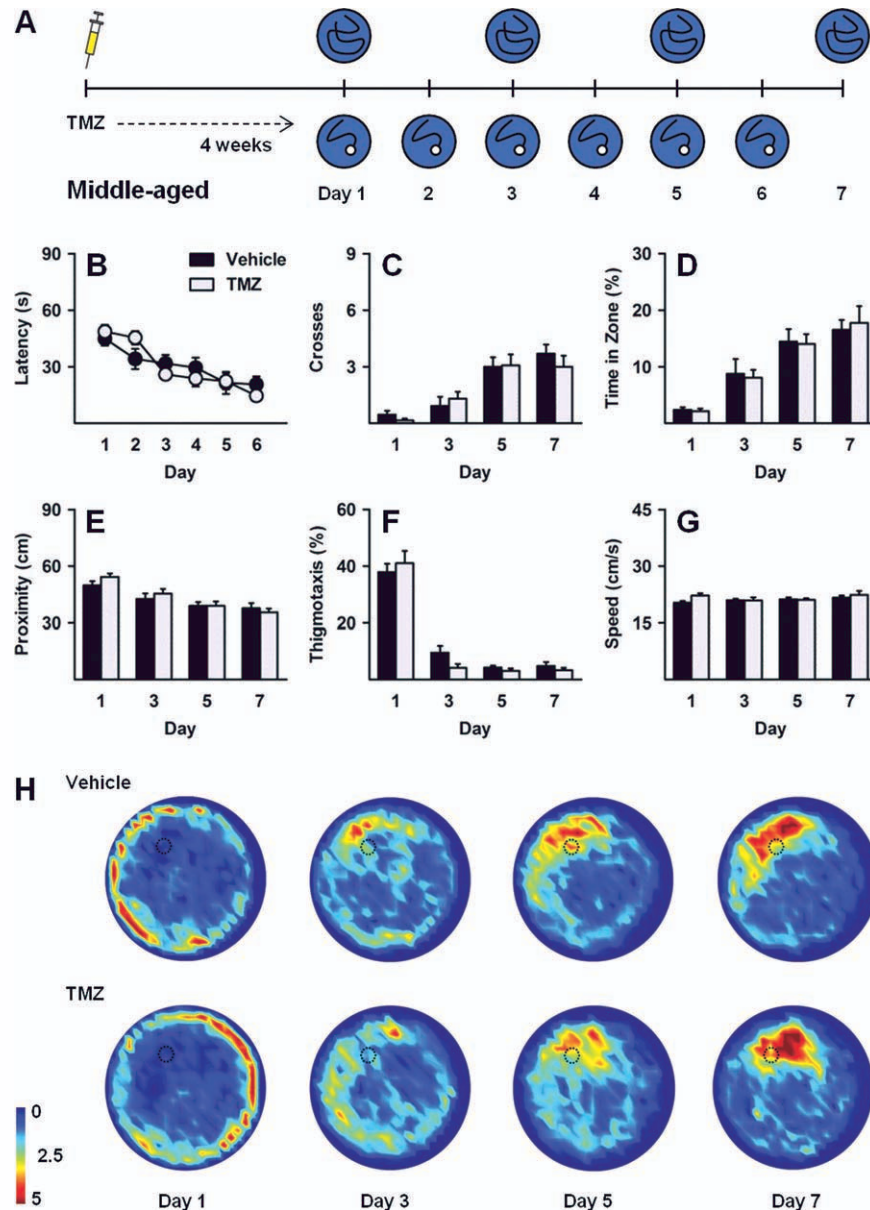 A
TMZ
4 weeks
Middle-aged
Day 1 2 3 4 5 6 7
B
Vehicle
TMZ
Latency (s)
90
60
30
1 2 3 4 5 6
Day
C
Crosses
9
6
3
1 3 5 7
Day
D
Time in Zone (%)
30
20
10
1 3 5 7
Day
E
Proximity (cm)
90
60
30
1 3 5 7
Day
F
Thigmotaxis (%)
60
40
20
1 3 5 7
Day
G
Speed (cm/s)
45
30
15
1 3 5 7
Day
H
Vehicle
TMZ
0
2.5
5
Day 1 Day 3 Day 5 Day 7